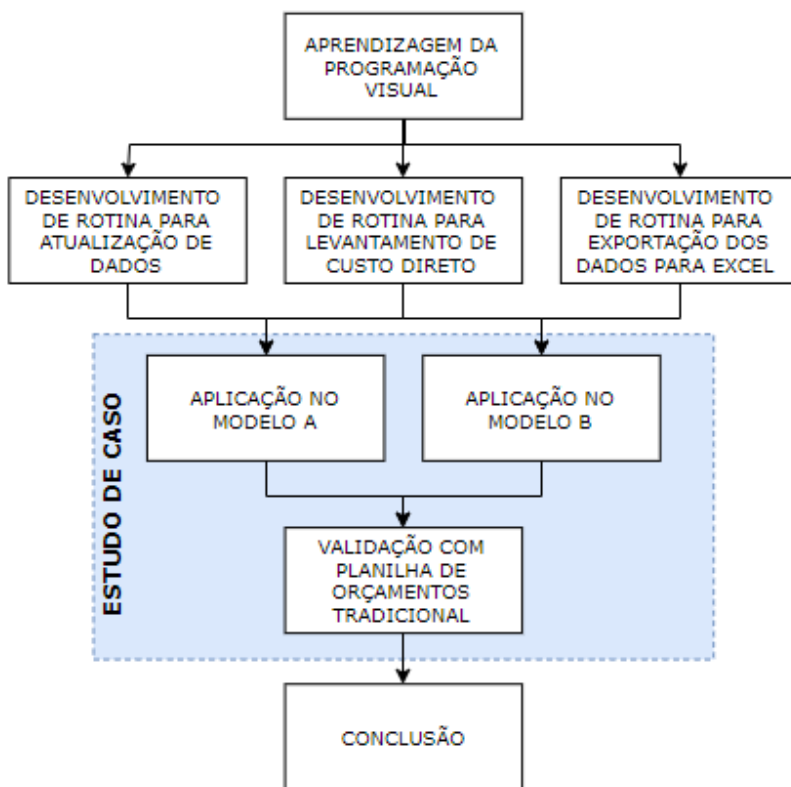 APRENDIZAGEM DA
PROGRAMAÇÃO
VISUAL
DESENVOLVIMENTO
DE ROTINA PARA
ATUALIZAÇÃO DE
DADOS
DESENVOLVIMENTO
DE ROTINA PARA
LEVANTAMENTO DE
CUSTO DIRETO
DESENVOLVIMENTO
DE ROTINA PARA
EXPORTAÇÃO DOS
DADOS PARA EXCEL
ESTUDO DE CASO
APLICAÇÃO NO
MODELO A
APLICAÇÃO NO
MODELO B
VALIDAÇÃO COM
PLANILHA DE
ORÇAMENTOS
TRADICIONAL
CONCLUSÃO